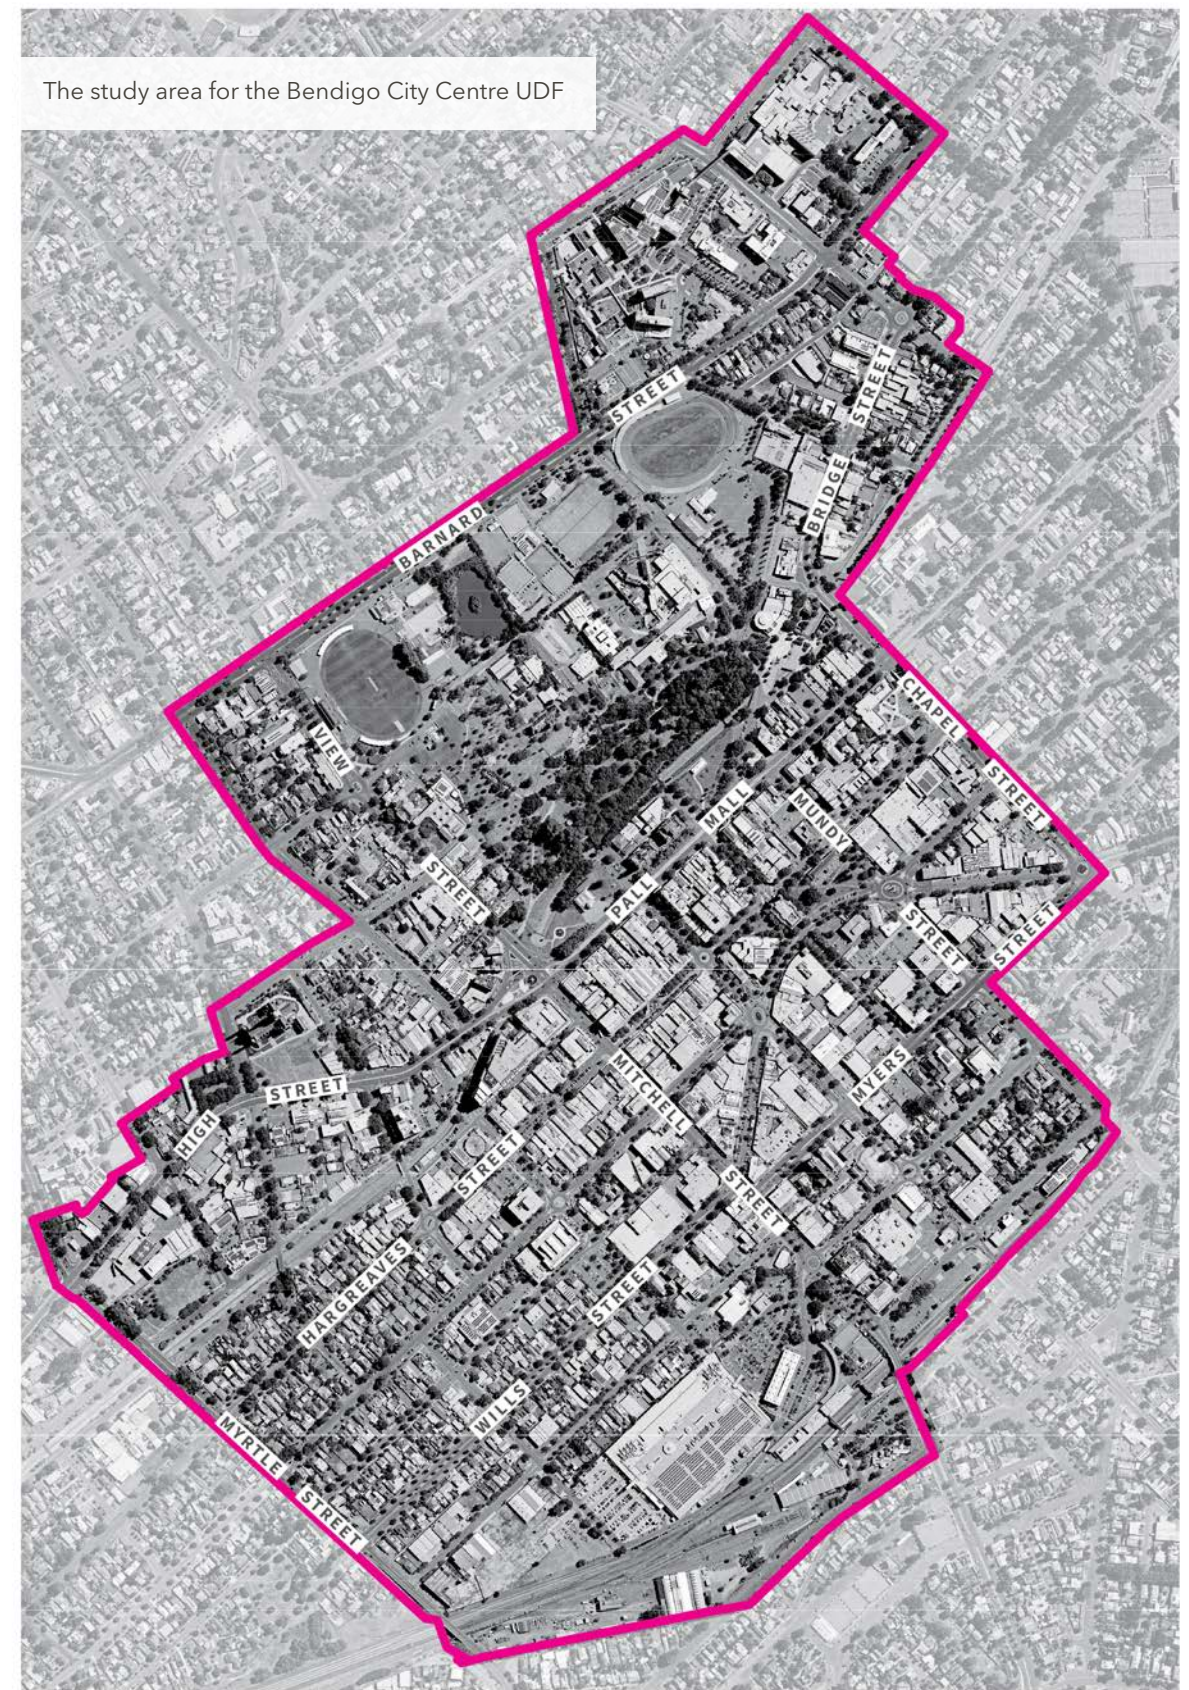 The study area for the Bendigo City Centre UDF
BARNARD
STREET
BRIDGE
STREET
VIEW
STREET
CHAPEL
STREET
PALL
MALL
MUNDY
STREET
MYERS
STREET
MITCHELL
STREET
HIGH
STREET
HARGREAVES
STREET
WILLS
STREET
MYRTLE
STREET